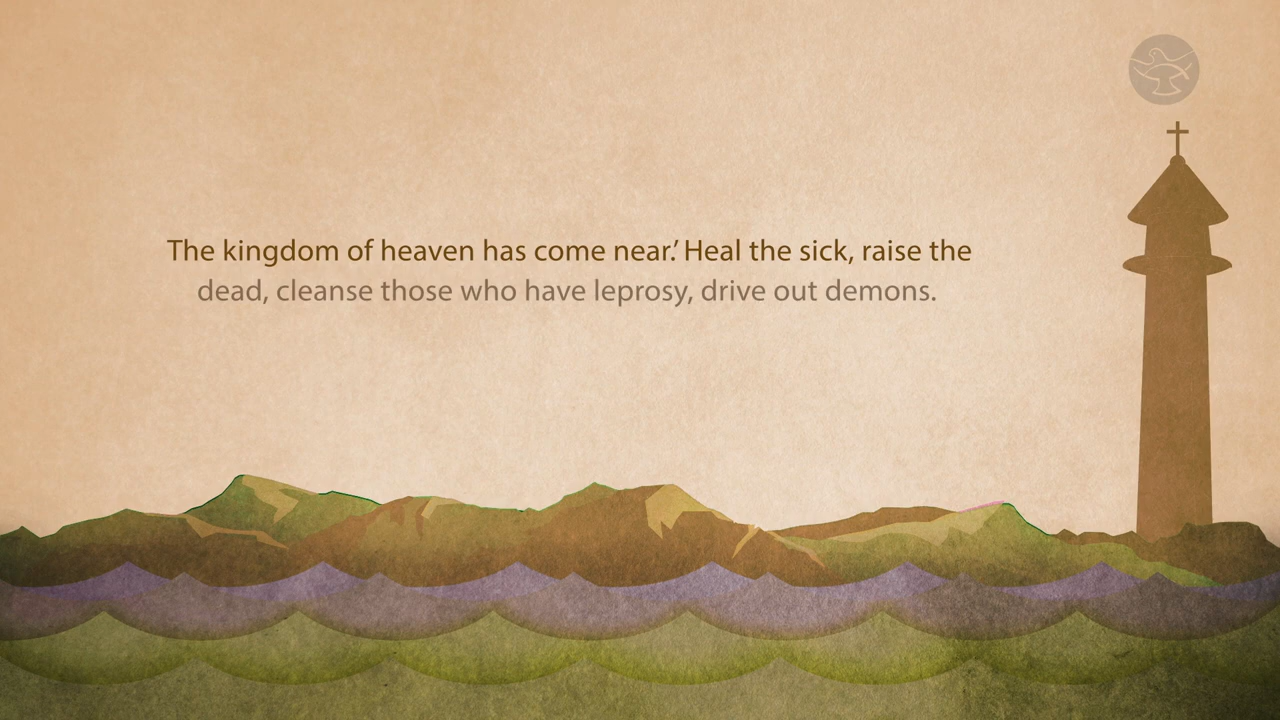 The kingdom of heaven has come near.’ Heal the sick, raise the
dead, cleanse those who have leprosy, drive out demons.